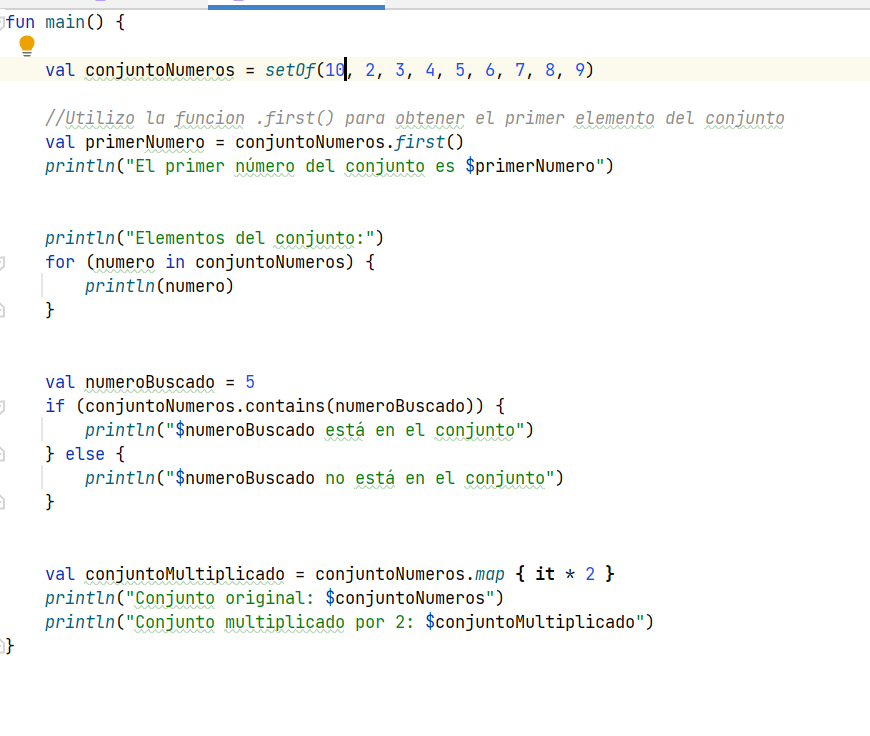 fun main() {
val conjuntoNumeros = setOf(10, 2, 3, 4, 5, 6, 7, 8, 9)
//Utilizo la funcion .first() para obtener el primer elemento del conjunto
val primerNumero = conjuntoNumeros.first()
println("El primer número del conjunto es $primerNumero")
println("Elementos del conjunto:")
for (numero in conjuntoNumeros) {
println(numero)
}
val numeroBuscado = 5
if (conjuntoNumeros.contains(numeroBuscado)) {
println("$numeroBuscado está en el conjunto")
} else {
println("$numeroBuscado no está en el conjunto")
}
val conjuntoMultiplicado = conjuntoNumeros.map { it * 2 }
println("Conjunto original: $conjuntoNumeros")
println("Conjunto multiplicado por 2: $conjuntoMultiplicado")
}